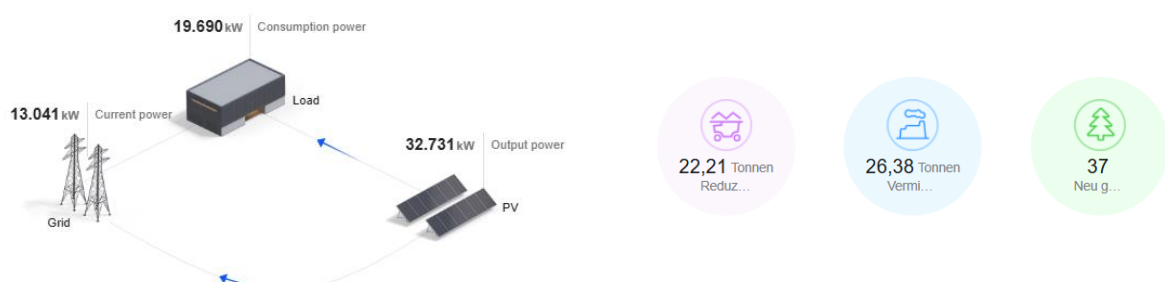 19.690 kW Consumption power
Load
13.041 kW Current power
Grid
32.731 kW Output power
PV
22,21 Tonnen
Reduz...
26,38 Tonnen
Vermi...
37
Neu g...